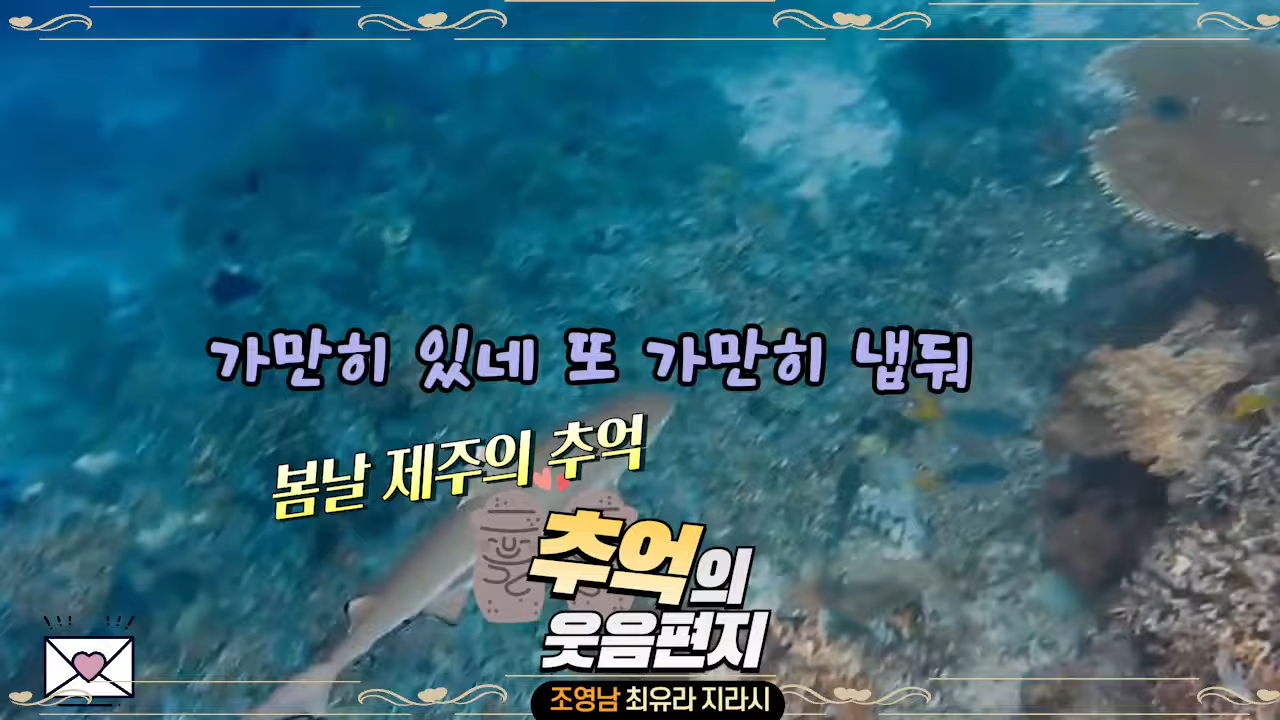 가만히 있네 또 가만히 냅둬
봄날 제주의 추억
추억의
웃음편지
조영남 최유라 지라시